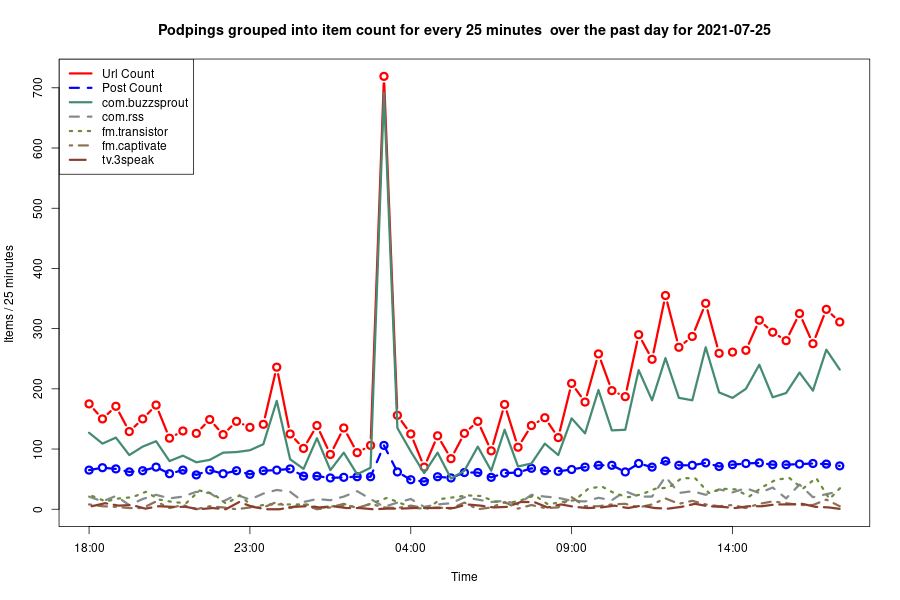 Podpings grouped into item count for every 25 minutes  over the past day for 2021-07-25
Url Count
Post Count
com.buzzsprout
com.rss
fm.transistor
fm.captivate
tv.3speak
Items / 25 minutes
700
600
500
400
300
200
100
0
18:00 23:00 04:00 09:00 14:00
Time